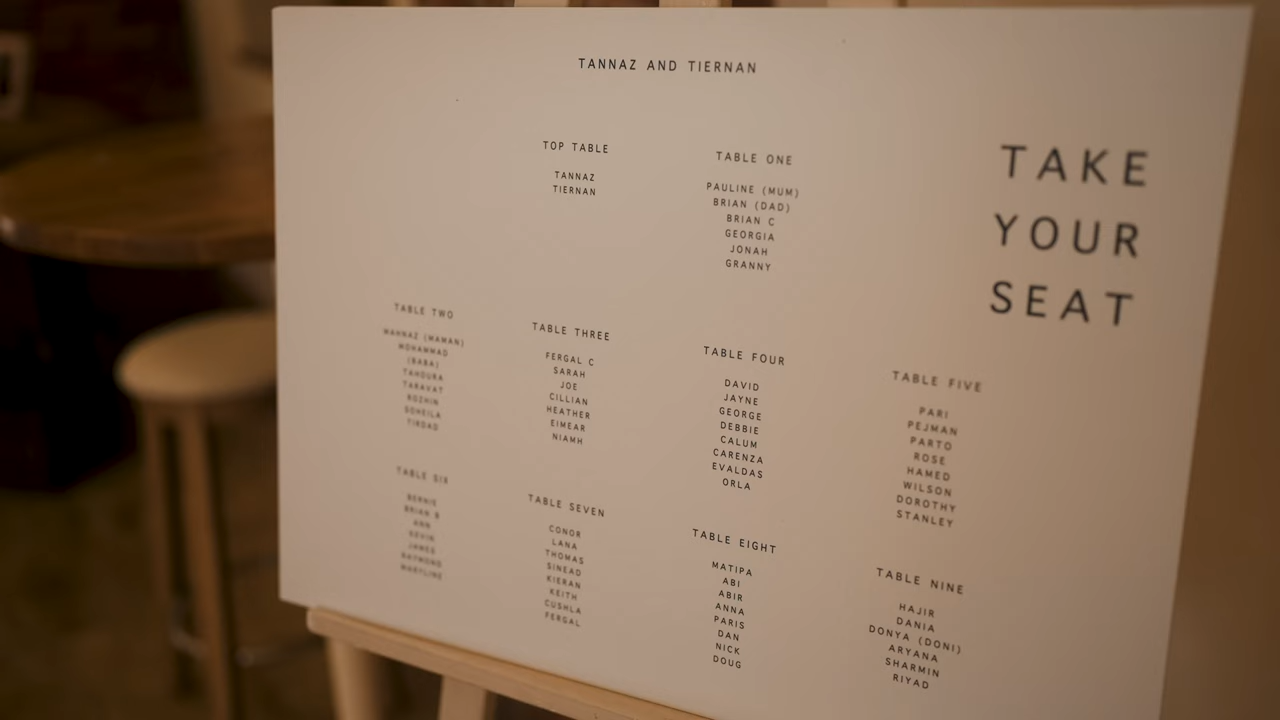 TANNAZ AND TIERNAN
TAKE
YOUR
SEAT
TOP TABLE
TANNAZ
TIERNAN
TABLE ONE
PAULINE (MUM)
BRIAN (DAD)
BRIAN C
GEORGIA
JONAH
GRANNY
TABLE TWO
MAHNAZ (MAMAN)
MOHAMMAD
(BABA)
TAHOURA
TARAVAT
ROZHIN
SOHEILA
TIRDAD
TABLE THREE
FERGAL C
SARAH
JOE
CILLIAN
HEATHER
EIMEAR
NIAMH
TABLE FOUR
DAVID
JAYNE
GEORGE
DEBBIE
CALUM
CARENZA
EVALDAS
ORLA
TABLE FIVE
PARI
PEJMAN
PARTO
ROSE
HAMED
WILSON
DOROTHY
STANLEY
TABLE SIX
BERNIE
BRIAN B
ANN
KEVIN
JAMES
RAYMOND
MARYLINE
TABLE SEVEN
CONOR
LANA
THOMAS
SINEAD
KIERAN
KEITH
CUSHLA
FERGAL
TABLE EIGHT
MATIPA
ABI
ABIR
ANNA
PARIS
DAN
NICK
DOUG
TABLE NINE
HAJIR
DANIA
DONYA (DONI)
ARYANA
SHARMIN
RIYAD